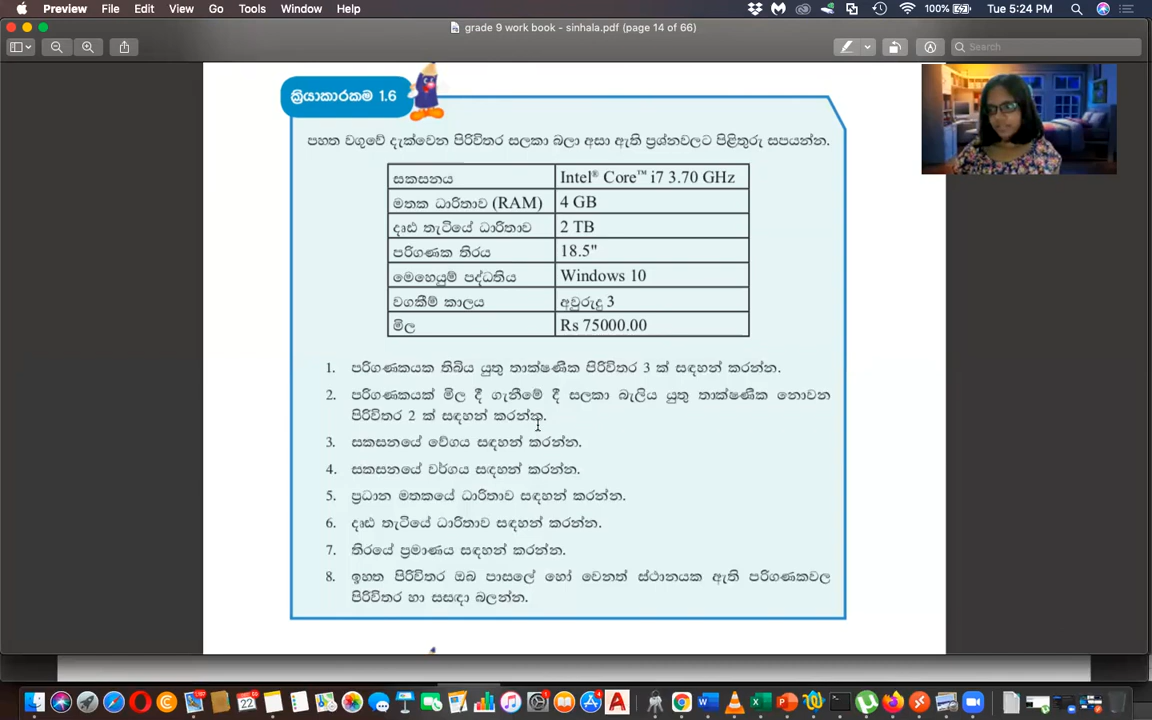 Preview File Edit View Go Tools Window Help 100% Tue 5:24 PM
grade 9 work book - sinhala.pdf (page 14 of 66)
Search
ක්‍රියාකාරකම 1.6
පහත වගුවේ දැක්වෙන පිරිවිතර සලකා බලා අසා ඇති ප්‍රශ්නවලට පිළිතුරු සපයන්න.
සකසනය Intel® Core™ i7 3.70 GHz
මතක ධාරිතාව (RAM) 4 GB
දෘඪ තැටියේ ධාරිතාව 2 TB
පරිගණක තිරය 18.5"
මෙහෙයුම් පද්ධතිය Windows 10
වගකීම් කාලය අවුරුදු 3
මිල Rs 75000.00
1. පරිගණකයක තිබිය යුතු තාක්ෂණික පිරිවිතර 3 ක් සඳහන් කරන්න.
2. පරිගණකයක් මිල දී ගැනීමේ දී සලකා බැලිය යුතු තාක්ෂණික නොවන
පිරිවිතර 2 ක් සඳහන් කරන්න.
3. සකසනයේ වේගය සඳහන් කරන්න.
4. සකසනයේ වර්ගය සඳහන් කරන්න.
5. ප්‍රධාන මතකයේ ධාරිතාව සඳහන් කරන්න.
6. දෘඪ තැටියේ ධාරිතාව සඳහන් කරන්න.
7. තිරයේ ප්‍රමාණය සඳහන් කරන්න.
8. ඉහත පිරිවිතර ඔබ පාසලේ හෝ වෙනත් ස්ථානයක ඇති පරිගණකවල
පිරිවිතර හා සසඳා බලන්න.